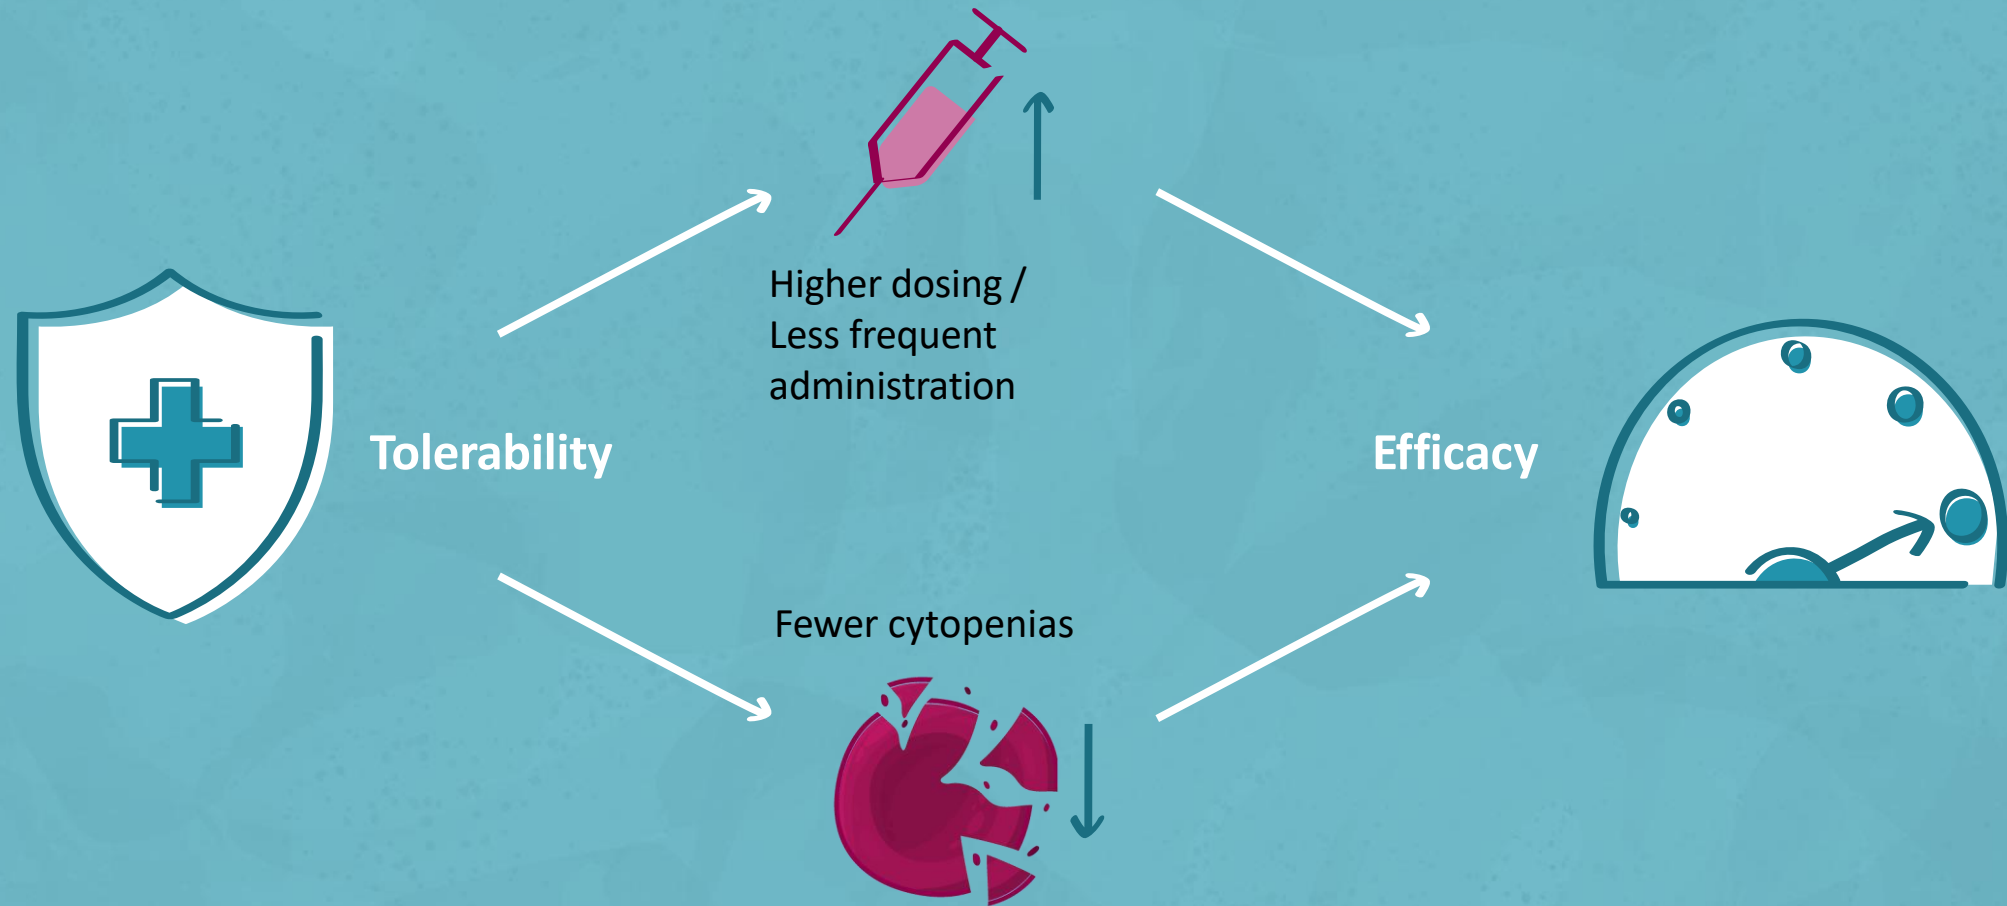 Higher dosing /
Less frequent
administration
Tolerability
Efficacy
Fewer cytopenias